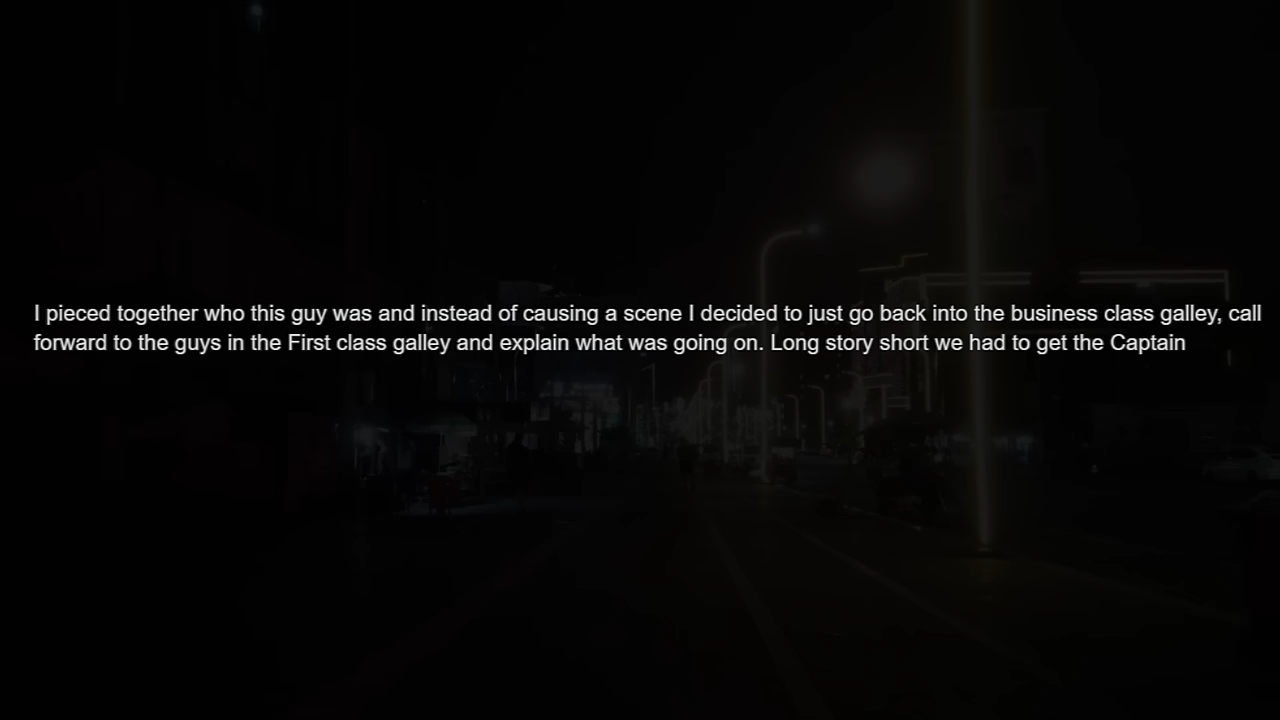 I pieced together who this guy was and instead of causing a scene I decided to just go back into the business class galley, call
forward to the guys in the First class galley and explain what was going on. Long story short we had to get the Captain